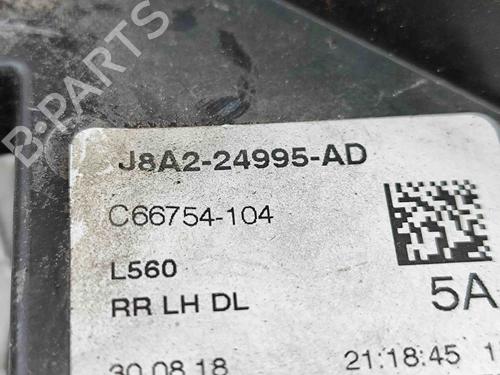 B-PARTS
J8A2-24995-AD
C66754-104
L560
5A
RR LH DL
30.08.18 21:18:45